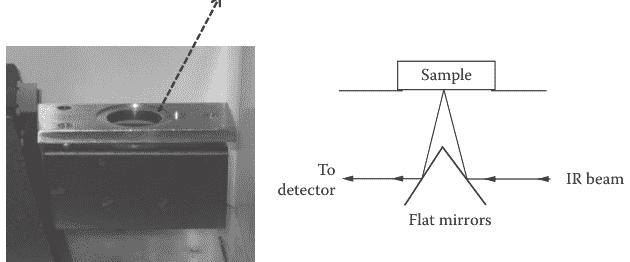 Sample
To
detector
IR beam
Flat mirrors